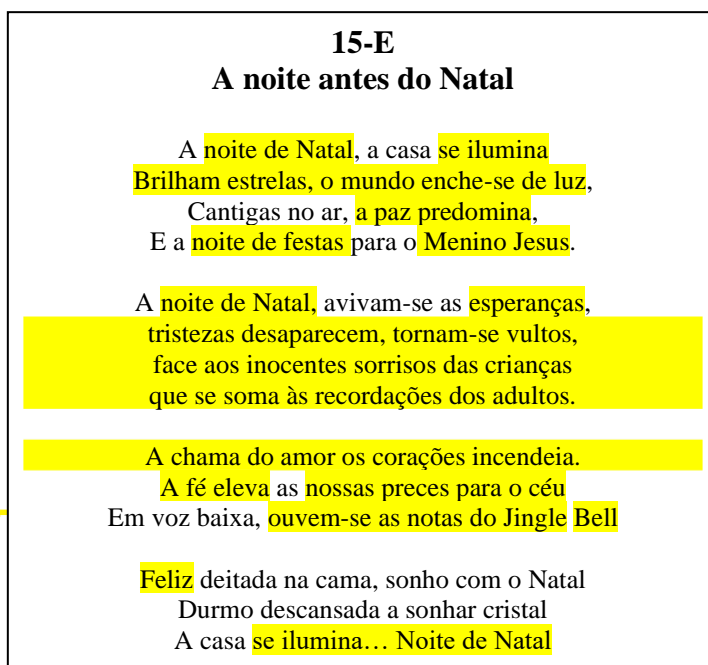 15-E
A noite antes do Natal
A noite de Natal, a casa se ilumina
Brilham estrelas, o mundo enche-se de luz,
Cantigas no ar, a paz predomina,
E a noite de festas para o Menino Jesus.
A noite de Natal, avivam-se as esperanças,
tristezas desaparecem, tornam-se vultos,
face aos inocentes sorrisos das crianças
que se soma às recordações dos adultos.
A chama do amor os corações incendeia.
A fé eleva as nossas preces para o céu
Em voz baixa, ouvem-se as notas do Jingle Bell
Feliz deitada na cama, sonho com o Natal
Durmo descansada a sonhar cristal
A casa se ilumina… Noite de Natal